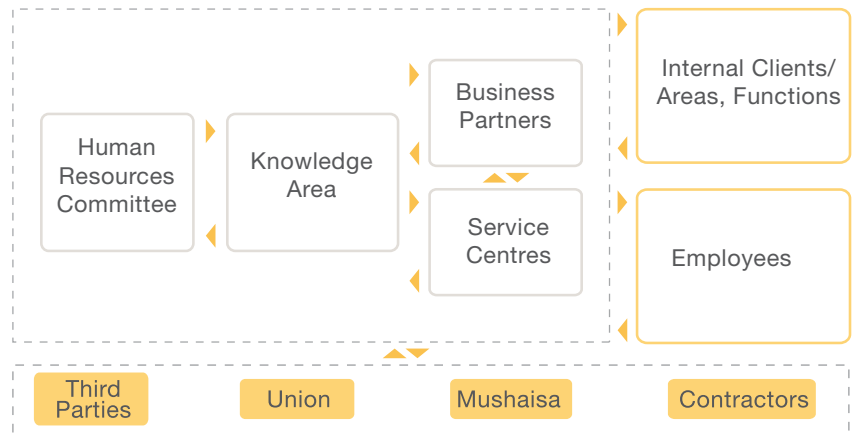 Human
Resources
Committee
Knowledge
Area
Business
Partners
Service
Centres
Internal Clients/
Areas, Functions
Employees
Third
Parties
Union
Mushaisa
Contractors